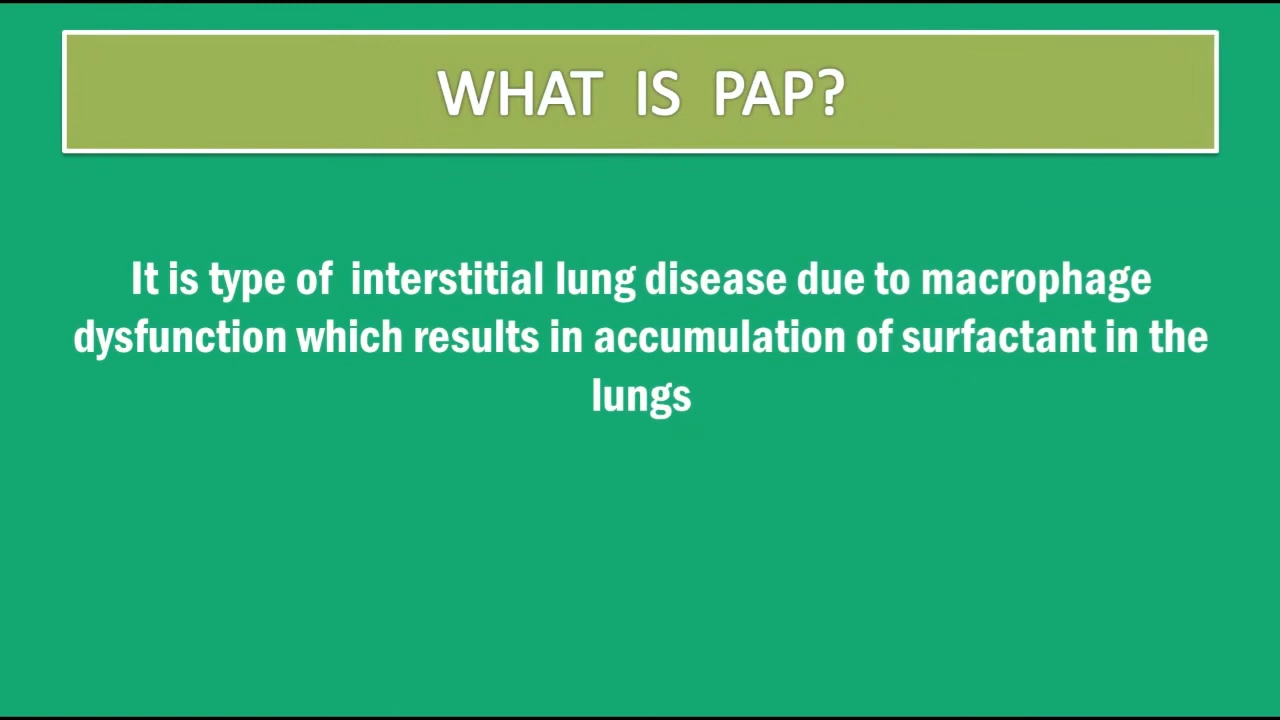 WHAT IS PAP?
It is type of interstitial lung disease due to macrophage
dysfunction which results in accumulation of surfactant in the
lungs